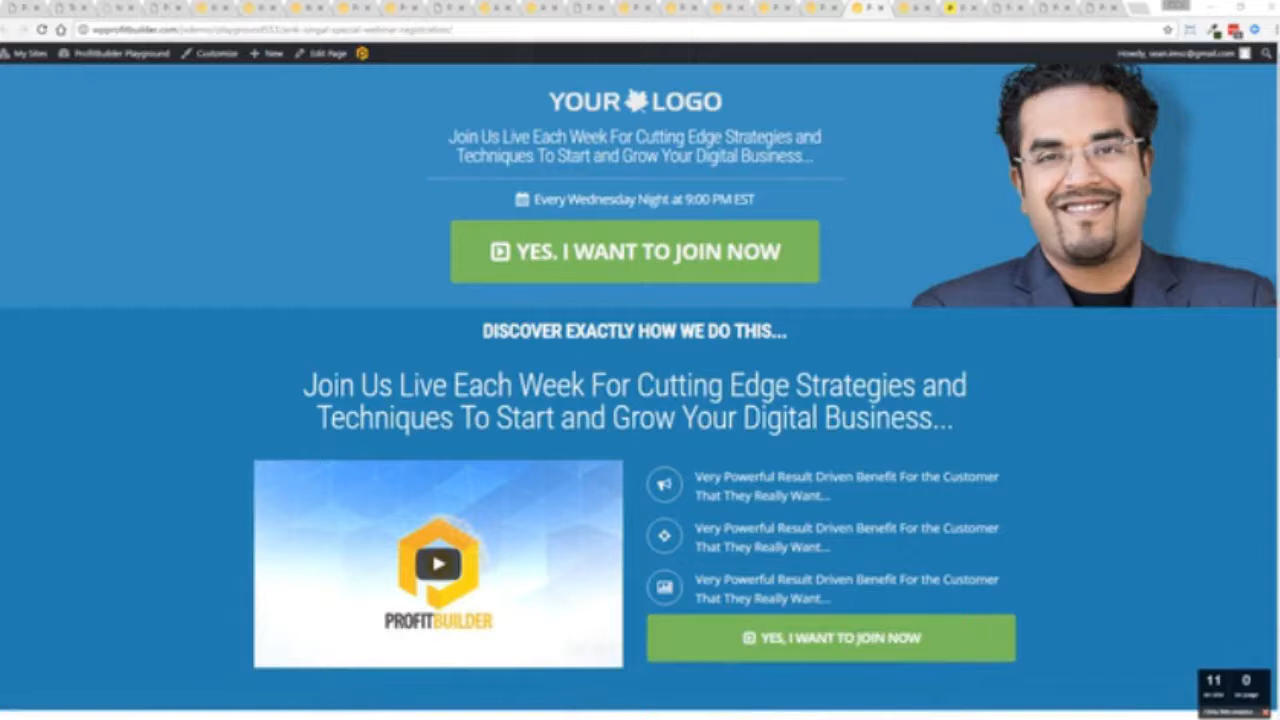 wpprofitbuilder.com
My Sites ProfitBuilder Playground Customize + New Edit Page
YOUR LOGO
Join Us Live Each Week For Cutting Edge Strategies and
Techniques To Start and Grow Your Digital Business...
Every Wednesday Night at 9:00 PM EST
YES. I WANT TO JOIN NOW
DISCOVER EXACTLY HOW WE DO THIS...
Join Us Live Each Week For Cutting Edge Strategies and
Techniques To Start and Grow Your Digital Business...
PROFITBUILDER
Very Powerful Result Driven Benefit For the Customer
That They Really Want...
Very Powerful Result Driven Benefit For the Customer
That They Really Want...
Very Powerful Result Driven Benefit For the Customer
That They Really Want...
YES, I WANT TO JOIN NOW
11 0